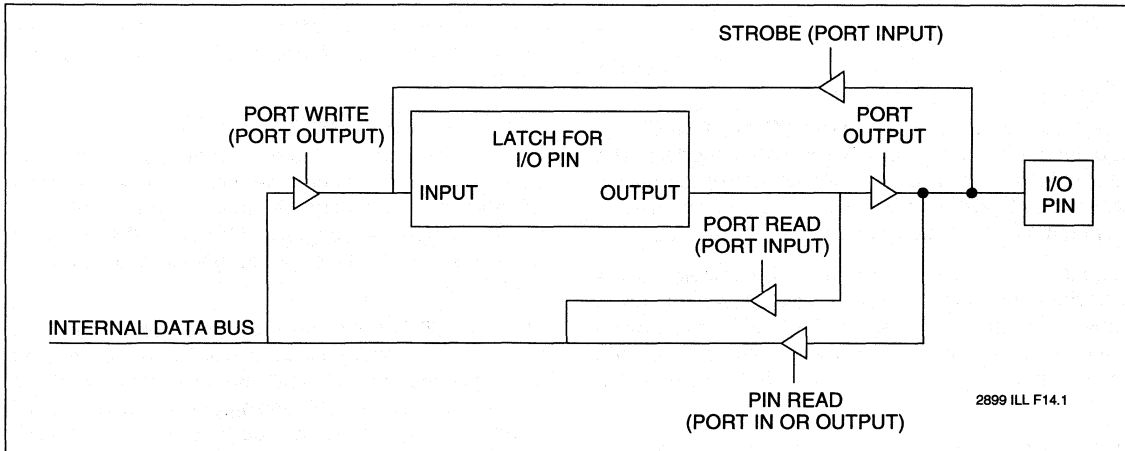 STROBE (PORT INPUT)
PORT WRITE
(PORT OUTPUT)
PORT
OUTPUT
LATCH FOR
I/O PIN
INPUT
OUTPUT
I/O
PIN
PORT READ
(PORT INPUT)
INTERNAL DATA BUS
PIN READ
(PORT IN OR OUTPUT)
2899 ILL F14.1